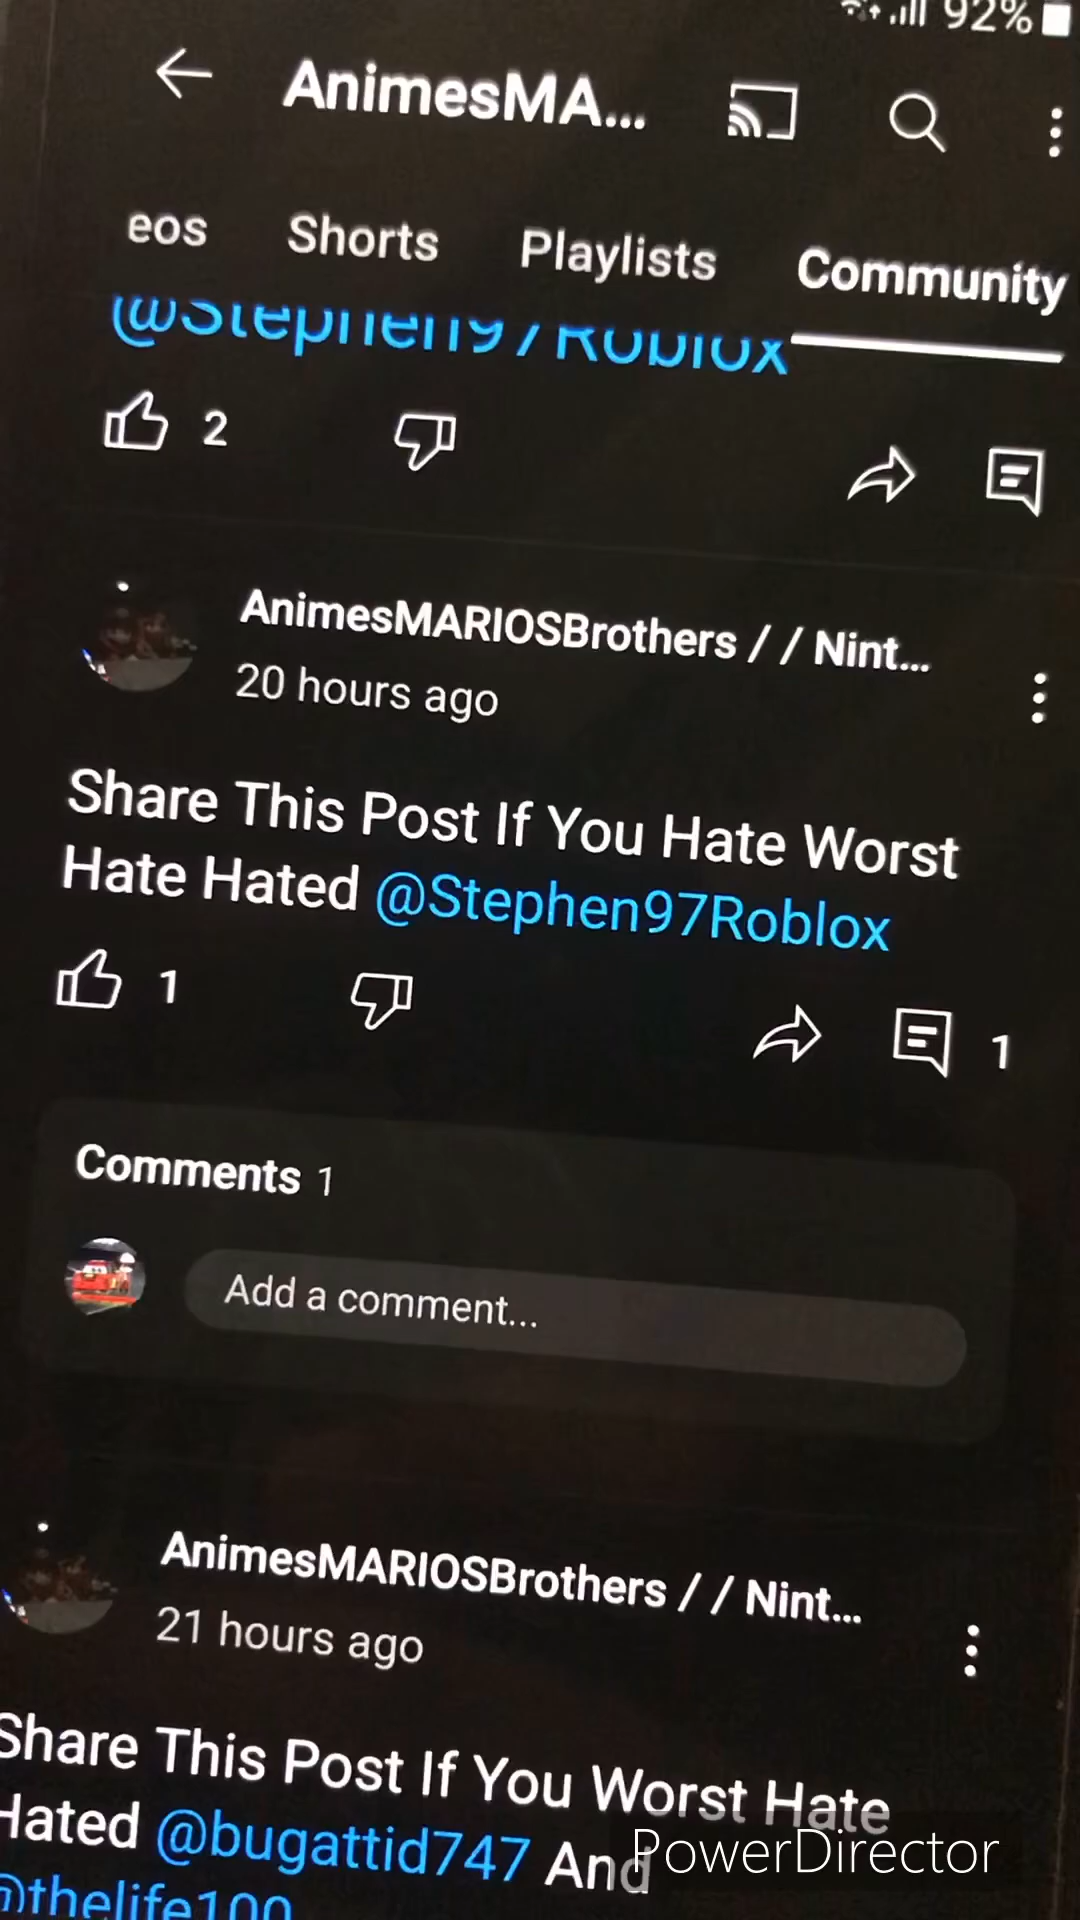 92%
AnimesMA...
eos Shorts Playlists Community
@Stephen97Roblox
2
AnimesMARIOSBrothers // Nint...
20 hours ago
Share This Post If You Hate Worst
Hate Hated @Stephen97Roblox
1 1
Comments 1
Add a comment...
AnimesMARIOSBrothers // Nint...
21 hours ago
Share This Post If You Worst Hate
Hated @bugattid747 And
@thelife100
PowerDirector